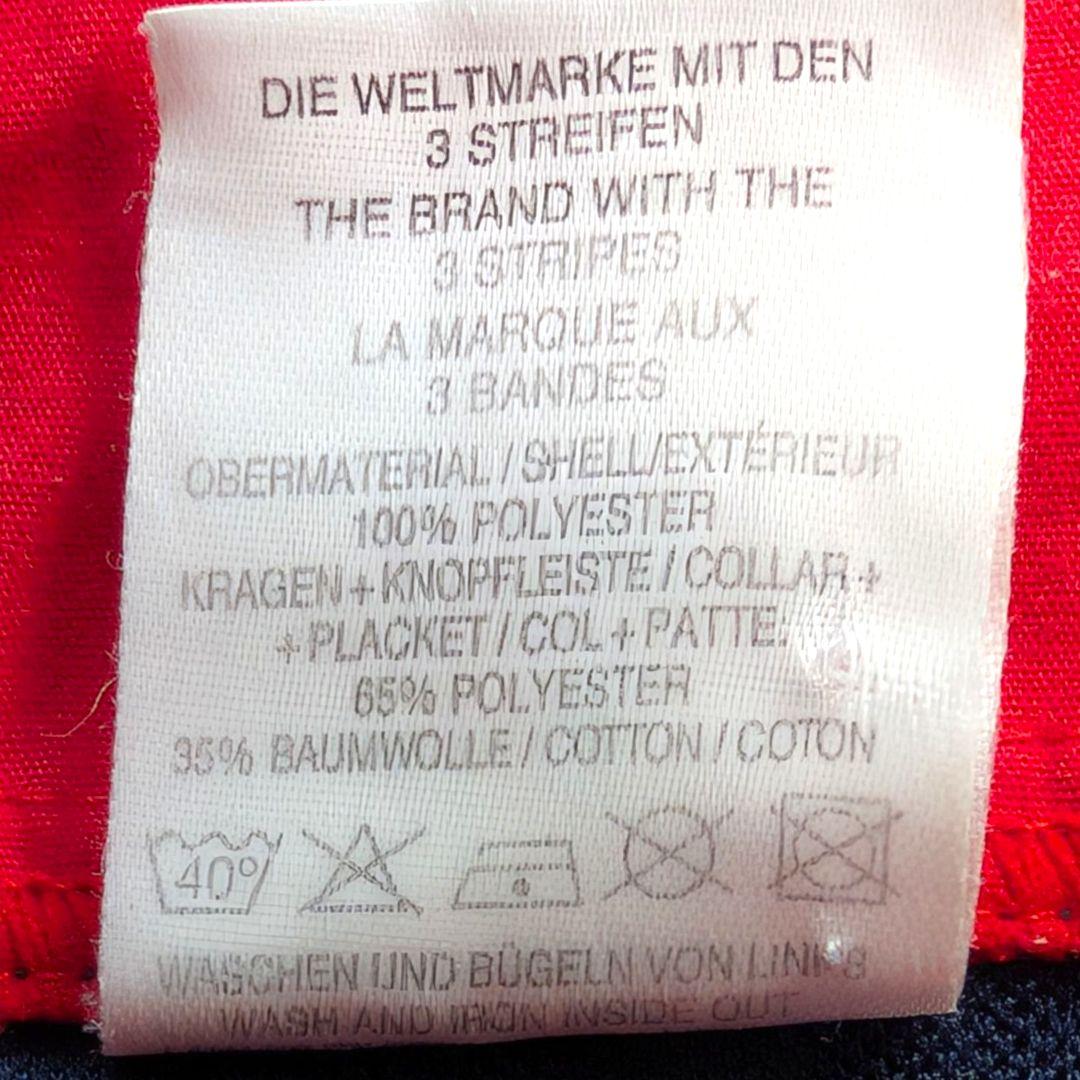 DIE WELTMARKE MIT DEN
3 STREIFEN
THE BRAND WITH THE
3 STRIPES
LA MARQUE AUX
3 BANDES
OBERMATERIAL / SHELL/EXTÉRIEUR
100% POLYESTER
KRAGEN + KNOPFLEISTE / COLLAR +
+ PLACKET / COL + PATTE:
65% POLYESTER
35% BAUMWOLLE / COTTON / COTON
40°
WASCHEN UND BÜGELN VON LINKS
WASH AND IRON INSIDE OUT